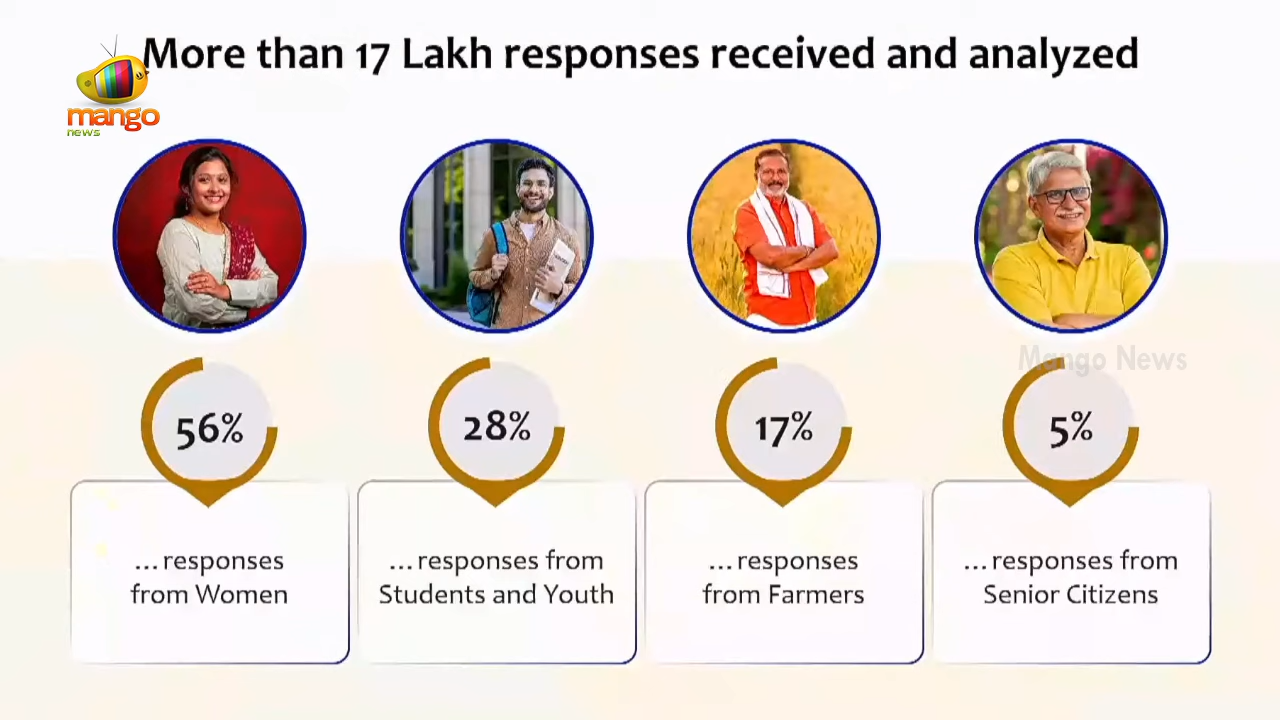 More than 17 Lakh responses received and analyzed
mango
news
Mango News
56%
28%
17%
5%
...responses
from Women
...responses from
Students and Youth
...responses
from Farmers
...responses from
Senior Citizens